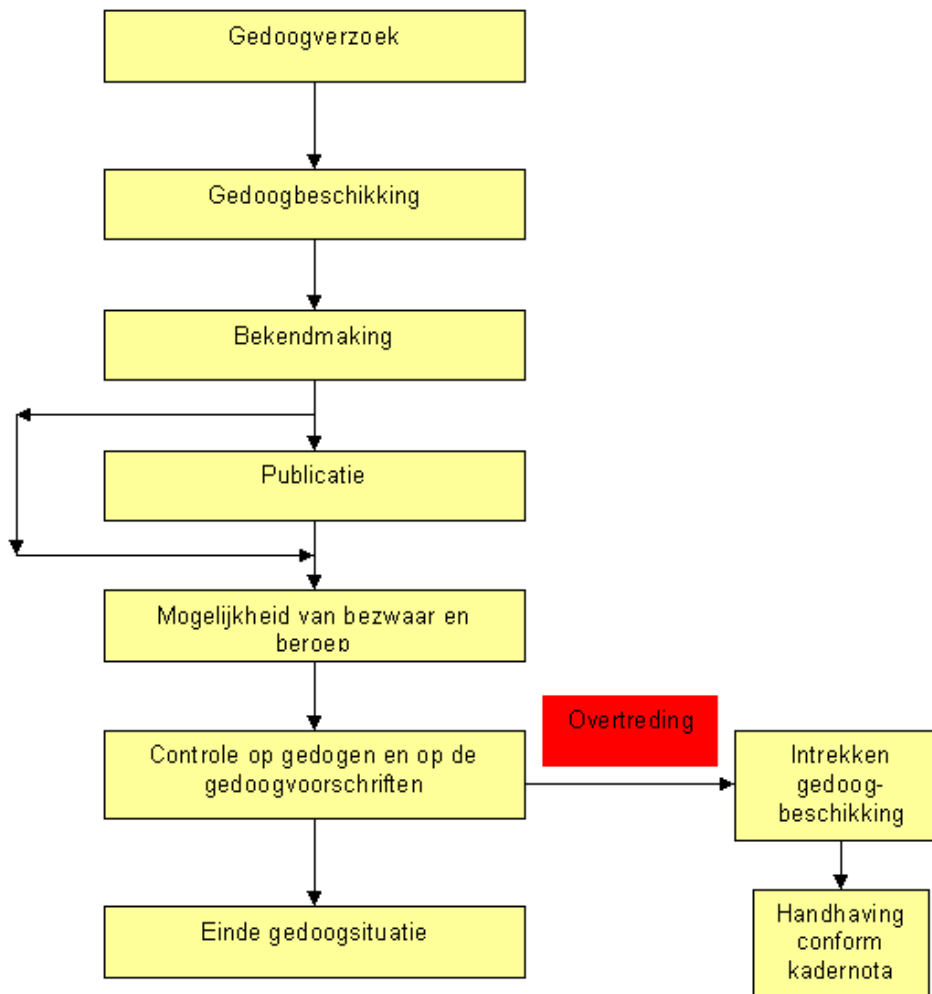 Gedoogverzoek
Gedoogbeschikking
Bekendmaking
Publicatie
Mogelijkheid van bezwaar en
beroep
Overtreding
Controle op gedogen en op de
gedoogvoorschriften
Intrekken
gedoog-
beschikking
Einde gedoogsituatie
Handhaving
conform
kadernota